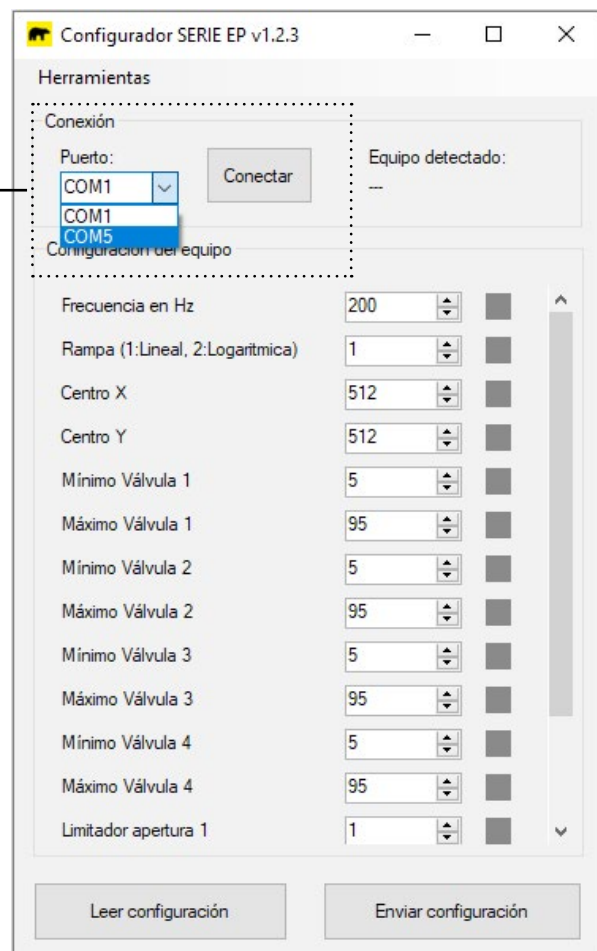 Configurador SERIE EP v1.2.3
Herramientas
Conexión
Puerto:
COM1
COM1
COM5
Conectar
Equipo detectado:
---
Configuración del equipo
Frecuencia en Hz 200
Rampa (1:Lineal, 2:Logaritmica) 1
Centro X 512
Centro Y 512
Mínimo Válvula 1 5
Máximo Válvula 1 95
Mínimo Válvula 2 5
Máximo Válvula 2 95
Mínimo Válvula 3 5
Máximo Válvula 3 95
Mínimo Válvula 4 5
Máximo Válvula 4 95
Limitador apertura 1 1
Leer configuración Enviar configuración